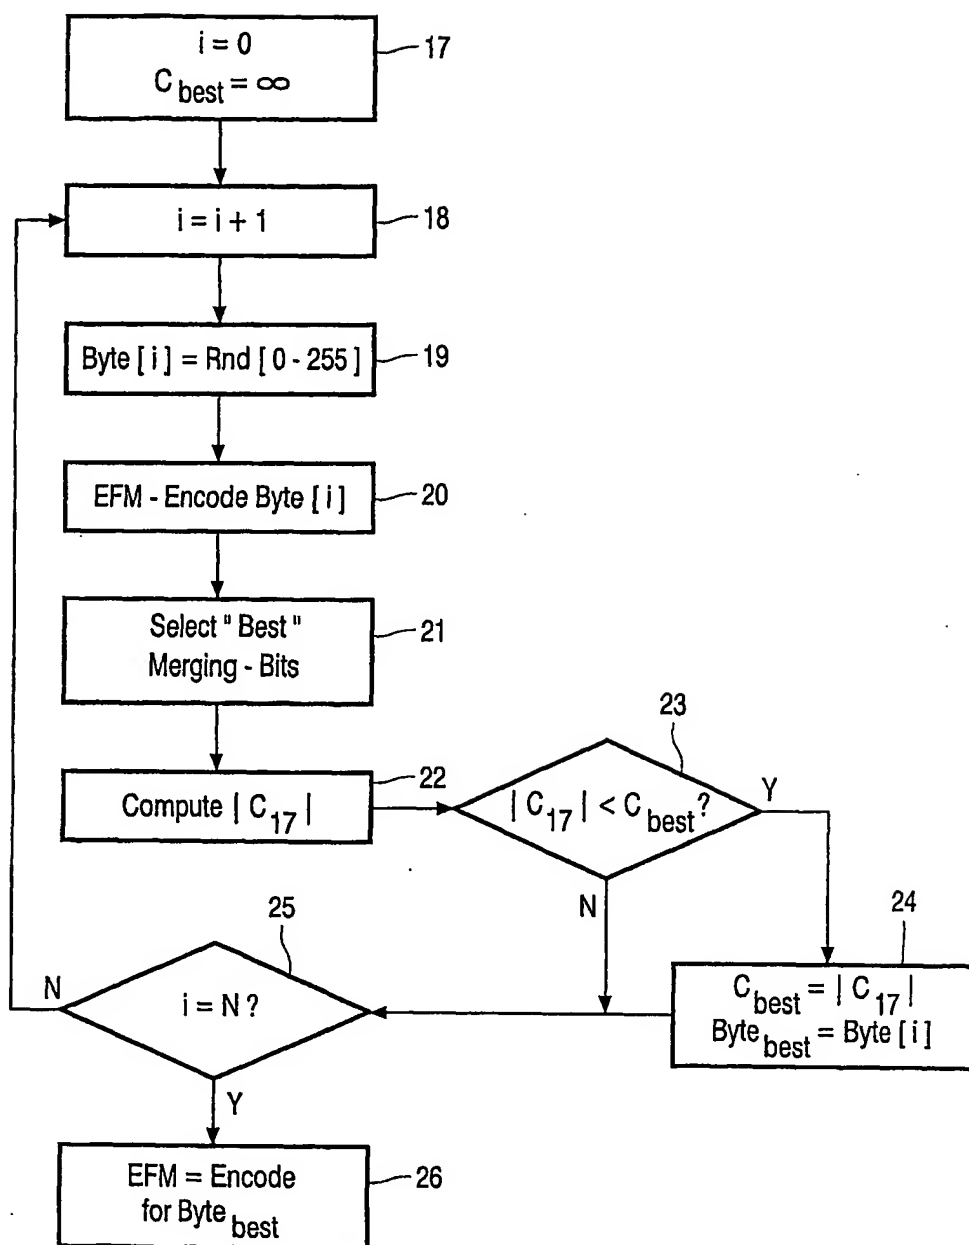 i = 0
C best = ∞
17
i = i + 1
18
Byte [ i ] = Rnd [ 0 - 255 ]
19
EFM - Encode Byte [ i ]
20
Select " Best "
Merging - Bits
21
Compute | C 17 |
22
| C 17 | < C best ?
23
Y
N
C best = | C 17 |
Byte best = Byte [ i ]
24
i = N ?
25
N
Y
EFM = Encode
for Byte best
26